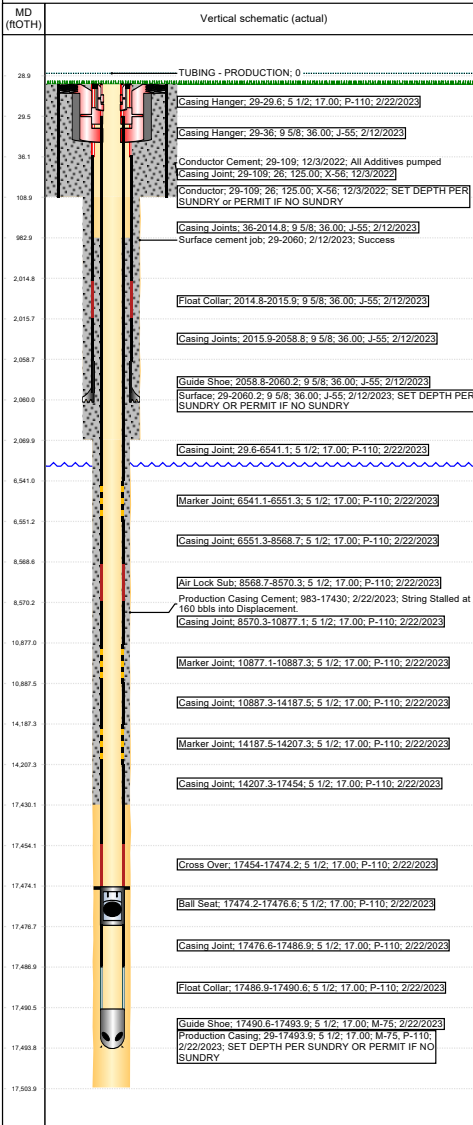 MD
(ftOTH)
Vertical schematic (actual)
28.9
TUBING - PRODUCTION; 0
Casing Hanger; 29-29.6; 5 1/2; 17.00; P-110; 2/22/2023
29.5
Casing Hanger; 29-36; 9 5/8; 36.00; J-55; 2/12/2023
36.1
Conductor Cement; 29-109; 12/3/2022; All Additives pumped
Casing Joint; 29-109; 26; 125.00; X-56; 12/3/2022
Conductor; 29-109; 26; 125.00; X-56; 12/3/2022; SET DEPTH PER
SUNDRY or PERMIT IF NO SUNDRY
108.9
Casing Joints; 36-2014.8; 9 5/8; 36.00; J-55; 2/12/2023
982.9
Surface cement job; 29-2060; 2/12/2023; Success
2,014.8
Float Collar; 2014.8-2015.9; 9 5/8; 36.00; J-55; 2/12/2023
2,015.7
Casing Joints; 2015.9-2058.8; 9 5/8; 36.00; J-55; 2/12/2023
2,058.7
Guide Shoe; 2058.8-2060.2; 9 5/8; 36.00; J-55; 2/12/2023
2,060.0
Surface; 29-2060.2; 9 5/8; 36.00; J-55; 2/12/2023; SET DEPTH PER
SUNDRY OR PERMIT IF NO SUNDRY
2,069.9
Casing Joint; 29.6-6541.1; 5 1/2; 17.00; P-110; 2/22/2023
6,541.0
Marker Joint; 6541.1-6551.3; 5 1/2; 17.00; P-110; 2/22/2023
6,551.2
Casing Joint; 6551.3-8568.7; 5 1/2; 17.00; P-110; 2/22/2023
8,568.6
Air Lock Sub; 8568.7-8570.3; 5 1/2; 17.00; P-110; 2/22/2023
8,570.2
Production Casing Cement; 983-17430; 2/22/2023; String Stalled at
160 bbls into Displacement.
Casing Joint; 8570.3-10877.1; 5 1/2; 17.00; P-110; 2/22/2023
10,877.0
Marker Joint; 10877.1-10887.3; 5 1/2; 17.00; P-110; 2/22/2023
10,887.5
Casing Joint; 10887.3-14187.5; 5 1/2; 17.00; P-110; 2/22/2023
14,187.3
Marker Joint; 14187.5-14207.3; 5 1/2; 17.00; P-110; 2/22/2023
14,207.3
Casing Joint; 14207.3-17454; 5 1/2; 17.00; P-110; 2/22/2023
17,430.1
17,454.1
Cross Over; 17454-17474.2; 5 1/2; 17.00; P-110; 2/22/2023
17,474.1
Ball Seat; 17474.2-17476.6; 5 1/2; 17.00; P-110; 2/22/2023
17,476.7
Casing Joint; 17476.6-17486.9; 5 1/2; 17.00; P-110; 2/22/2023
17,486.9
Float Collar; 17486.9-17490.6; 5 1/2; 17.00; P-110; 2/22/2023
17,490.5
Guide Shoe; 17490.6-17493.9; 5 1/2; 17.00; M-75; 2/22/2023
Production Casing; 29-17493.9; 5 1/2; 17.00; M-75, P-110;
2/22/2023; SET DEPTH PER SUNDRY OR PERMIT IF NO
SUNDRY
17,493.8
17,503.9